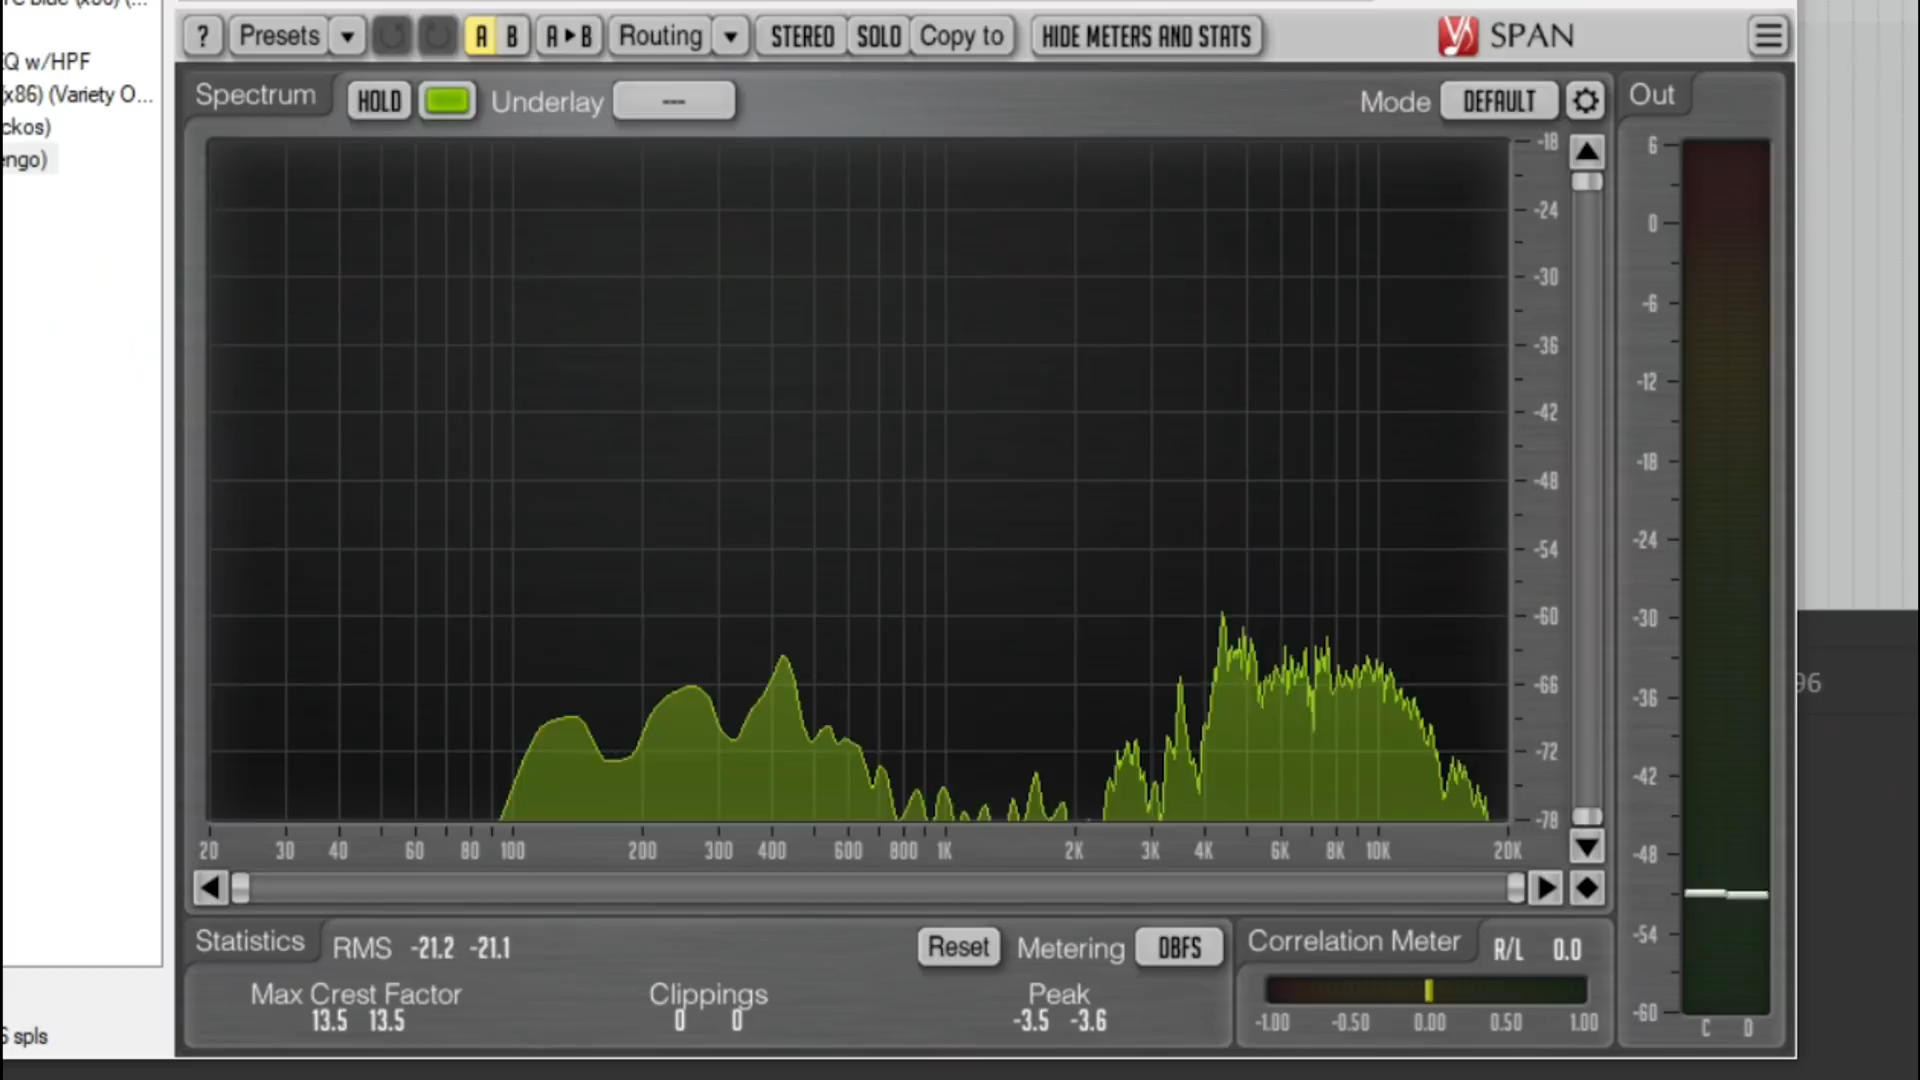 ? Presets A B A▸B Routing STEREO SOLO Copy to HIDE METERS AND STATS SPAN
Q w/HPF
x86) (Variety O...
ckos)
engo)
Spectrum HOLD Underlay --- Mode DEFAULT Out
-18
-24
-30
-36
-42
-48
-54
-60
-66
-72
-78
20 30 40 60 80 100 200 300 400 600 800 1K 2K 3K 4K 6K 8K 10K 20K
6
0
-6
-12
-18
-24
-30
-36
-42
-48
-54
-60
C D
96
Statistics RMS -21.2 -21.1 Reset Metering DBFS
Max Crest Factor Clippings Peak
13.5 13.5 0 0 -3.5 -3.6
Correlation Meter R/L 0.0
-1.00 -0.50 0.00 0.50 1.00
spls